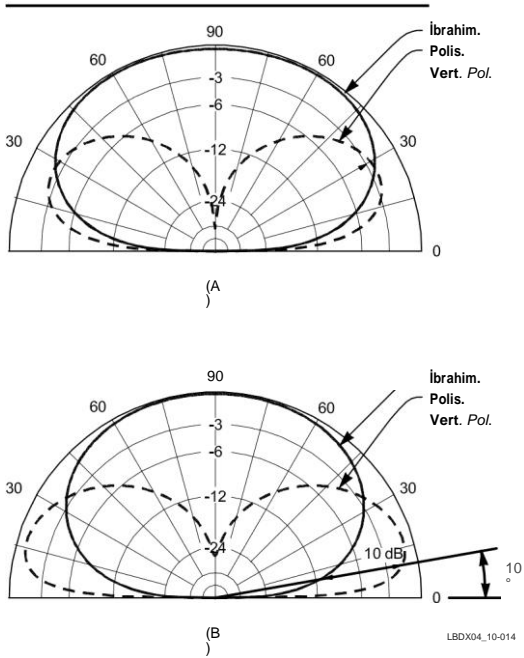 90
60
60
30
30
-3
-6
-12
-24
0
İbrahim.
Polis.
Vert. Pol.
(A
)
90
60
60
30
30
-3
-6
-12
-24
10 dB
10
°
0
İbrahim.
Polis.
Vert. Pol.
(B
)
LBDX04_10-014